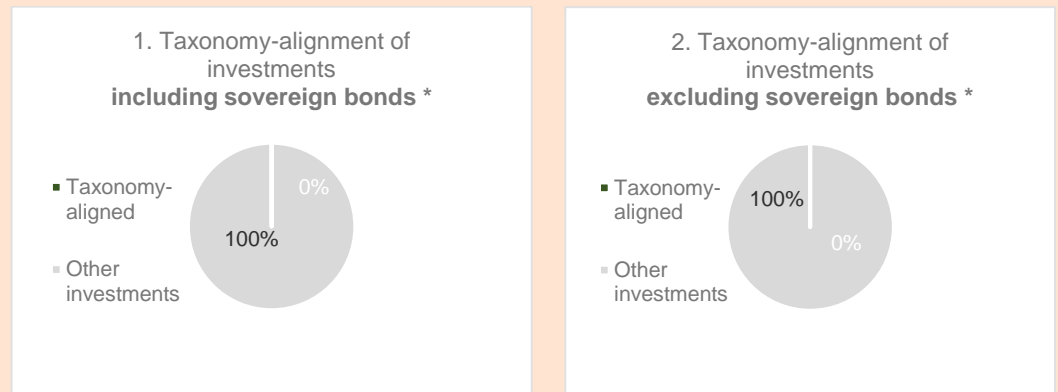 1. Taxonomy-alignment of
investments
including sovereign bonds *
Taxonomy-
aligned
Other
investments
0%
100%
2. Taxonomy-alignment of
investments
excluding sovereign bonds *
Taxonomy-
aligned
Other
investments
100%
0%